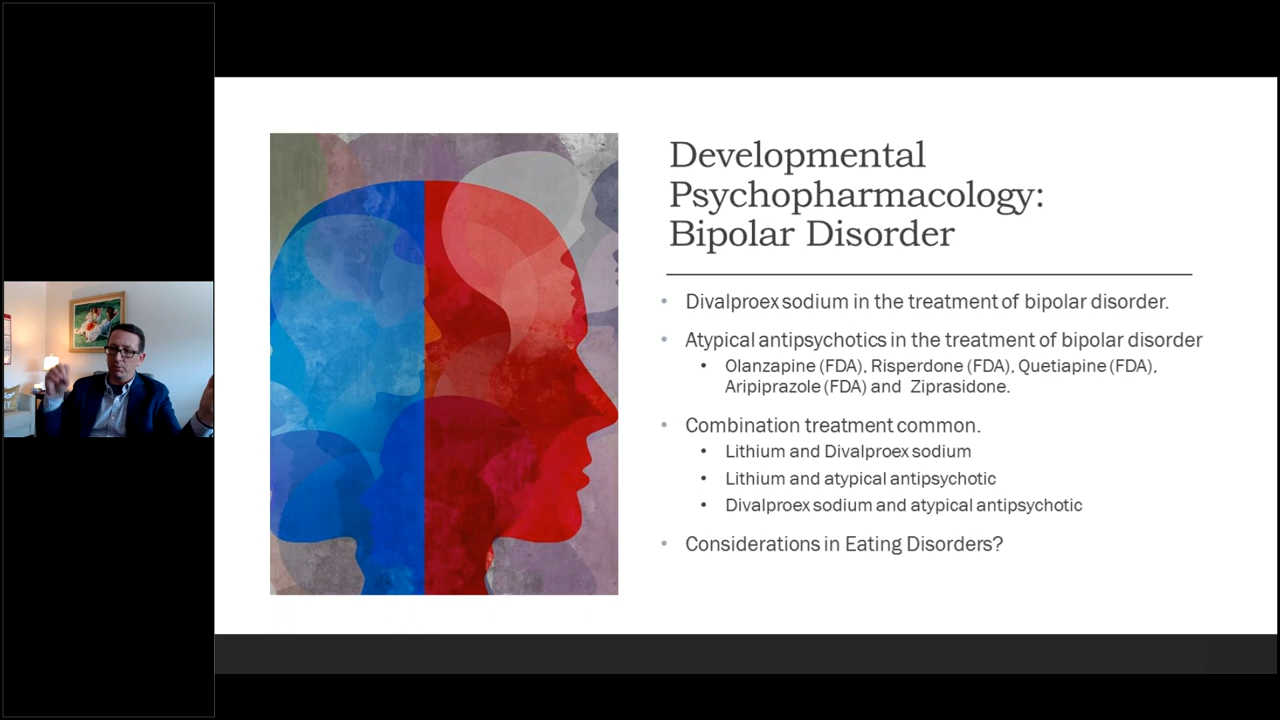 Developmental
Psychopharmacology:
Bipolar Disorder
• Divalproex sodium in the treatment of bipolar disorder.
• Atypical antipsychotics in the treatment of bipolar disorder
• Olanzapine (FDA), Risperdone (FDA), Quetiapine (FDA),
Aripiprazole (FDA) and Ziprasidone.
• Combination treatment common.
• Lithium and Divalproex sodium
• Lithium and atypical antipsychotic
• Divalproex sodium and atypical antipsychotic
• Considerations in Eating Disorders?